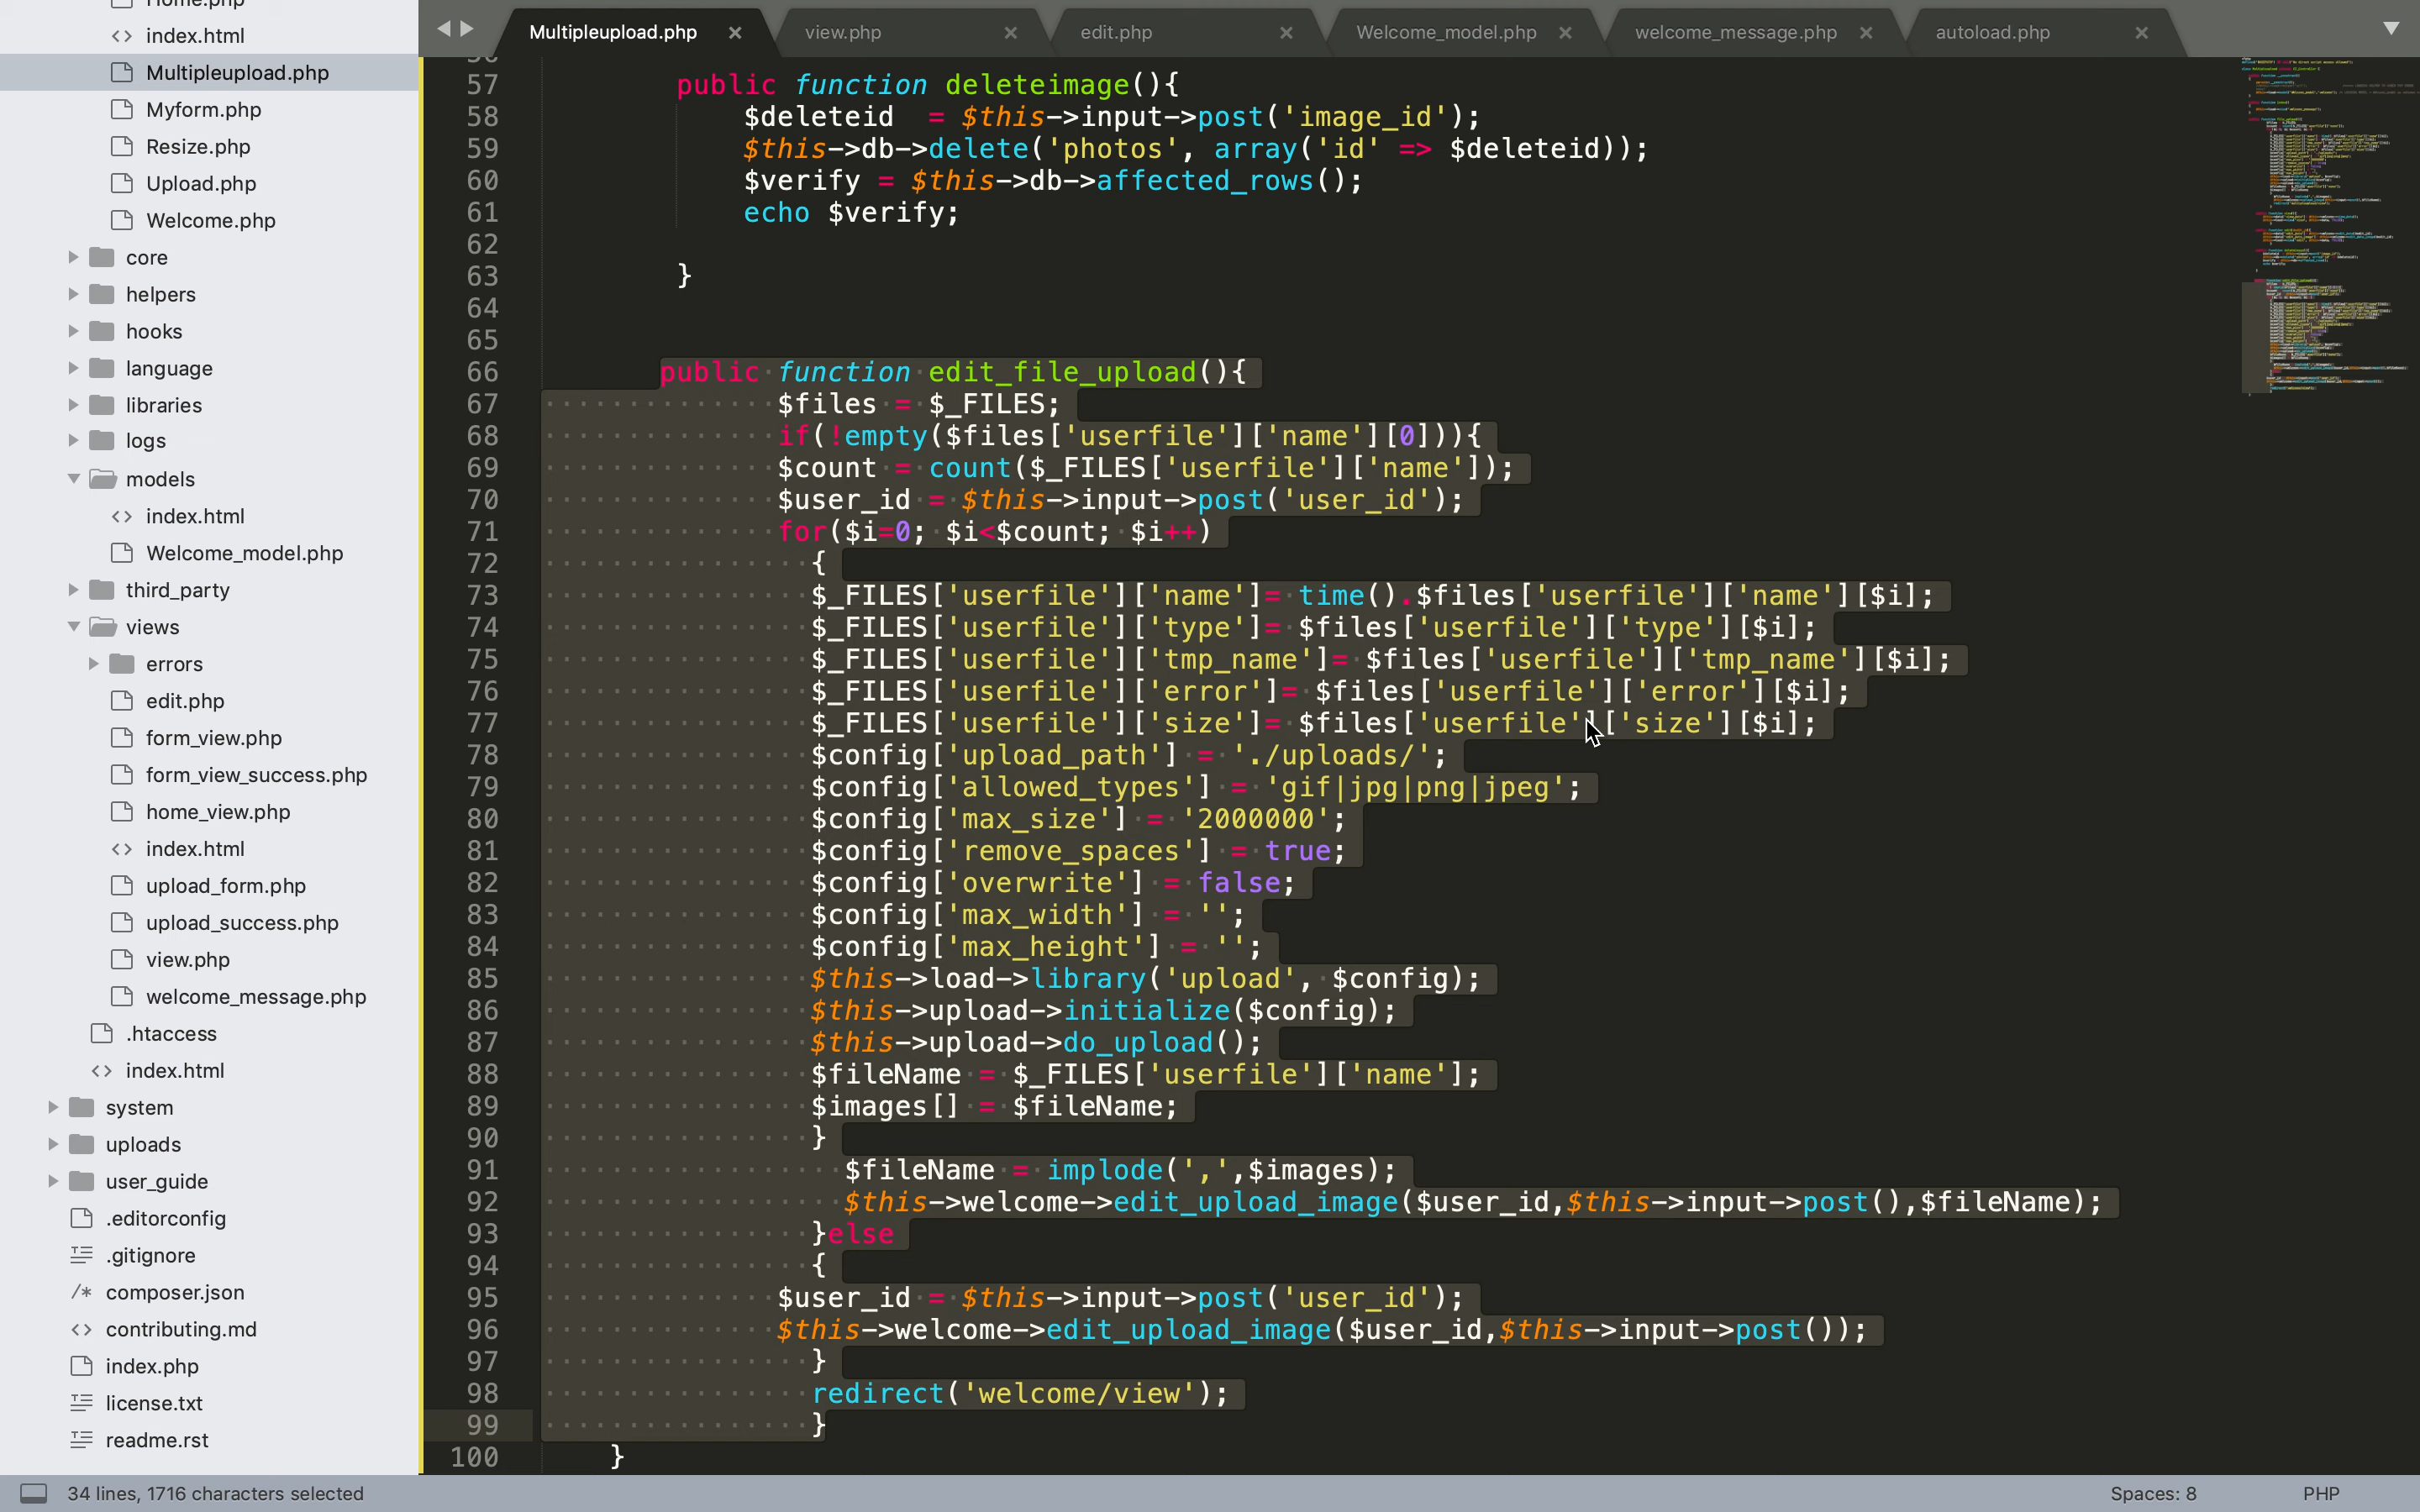 Home.php
index.html
Multipleupload.php
Myform.php
Resize.php
Upload.php
Welcome.php
core
helpers
hooks
language
libraries
logs
models
index.html
Welcome_model.php
third_party
views
errors
edit.php
form_view.php
form_view_success.php
home_view.php
index.html
upload_form.php
upload_success.php
view.php
welcome_message.php
.htaccess
index.html
system
uploads
user_guide
.editorconfig
.gitignore
composer.json
contributing.md
index.php
license.txt
readme.rst
Multipleupload.php view.php edit.php Welcome_model.php welcome_message.php autoload.php
56
57 public function deleteimage(){
58 $deleteid  = $this->input->post('image_id');
59 $this->db->delete('photos', array('id' => $deleteid));
60 $verify = $this->db->affected_rows();
61 echo $verify;
62
63 }
64
65
66 public function edit_file_upload(){
67 $files = $_FILES;
68 if(!empty($files['userfile']['name'][0])){
69 $count = count($_FILES['userfile']['name']);
70 $user_id = $this->input->post('user_id');
71 for($i=0; $i<$count; $i++)
72 {
73 $_FILES['userfile']['name']= time().$files['userfile']['name'][$i];
74 $_FILES['userfile']['type']= $files['userfile']['type'][$i];
75 $_FILES['userfile']['tmp_name']= $files['userfile']['tmp_name'][$i];
76 $_FILES['userfile']['error']= $files['userfile']['error'][$i];
77 $_FILES['userfile']['size']= $files['userfile']['size'][$i];
78 $config['upload_path'] = './uploads/';
79 $config['allowed_types'] = 'gif|jpg|png|jpeg';
80 $config['max_size'] = '2000000';
81 $config['remove_spaces'] = true;
82 $config['overwrite'] = false;
83 $config['max_width'] = '';
84 $config['max_height'] = '';
85 $this->load->library('upload', $config);
86 $this->upload->initialize($config);
87 $this->upload->do_upload();
88 $fileName = $_FILES['userfile']['name'];
89 $images[] = $fileName;
90 }
91 $fileName = implode(',',$images);
92 $this->welcome->edit_upload_image($user_id,$this->input->post(),$fileName);
93 }else
94 {
95 $user_id = $this->input->post('user_id');
96 $this->welcome->edit_upload_image($user_id,$this->input->post());
97 }
98 redirect('welcome/view');
99 }
100 }
34 lines, 1716 characters selected
Spaces: 8
PHP